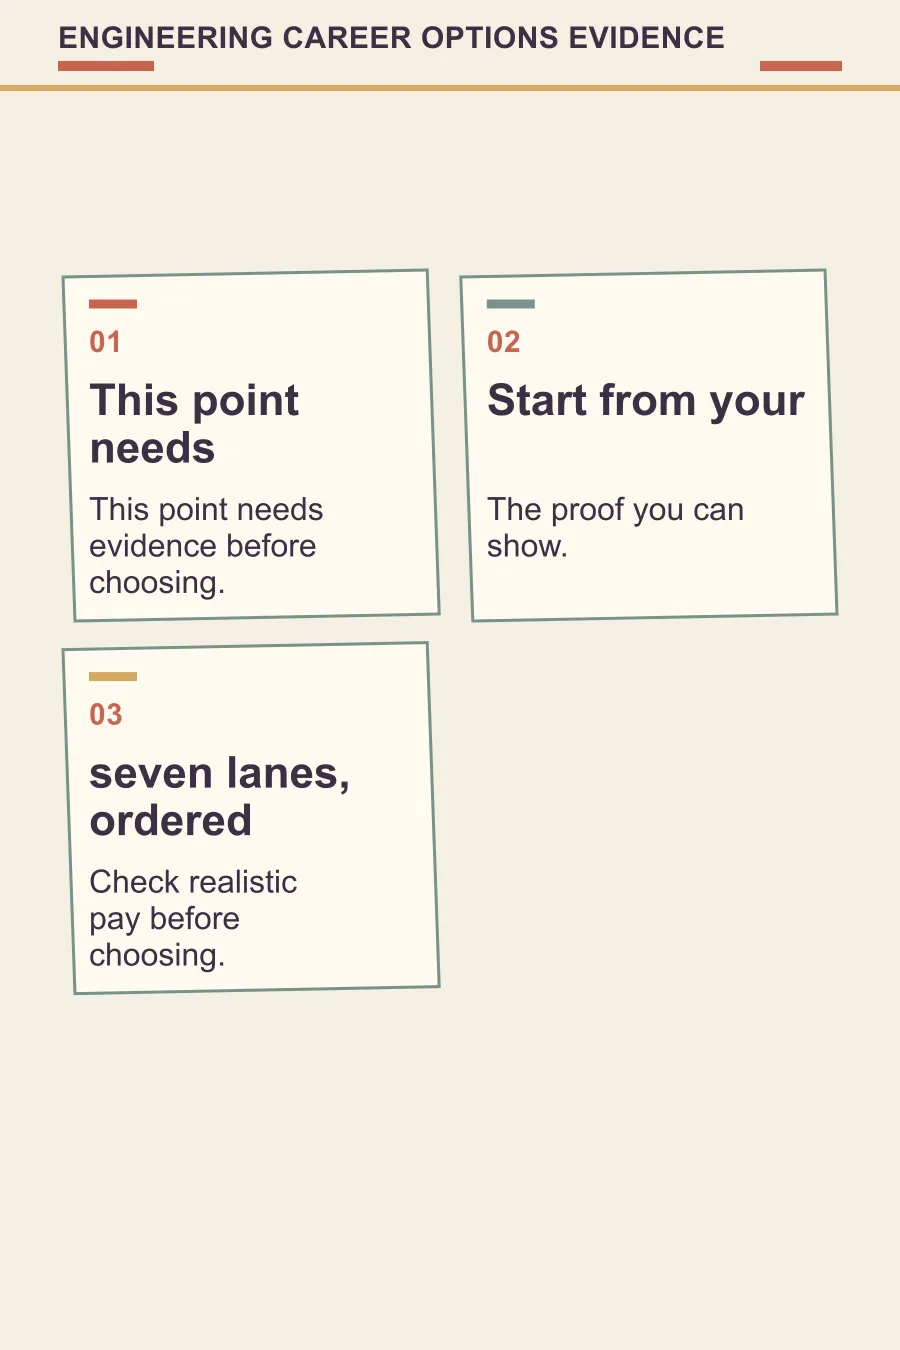 ENGINEERING CAREER OPTIONS EVIDENCE
01
This point
needs
This point needs
evidence before
choosing.
02
Start from your
The proof you can
show.
03
seven lanes,
ordered
Check realistic
pay before
choosing.